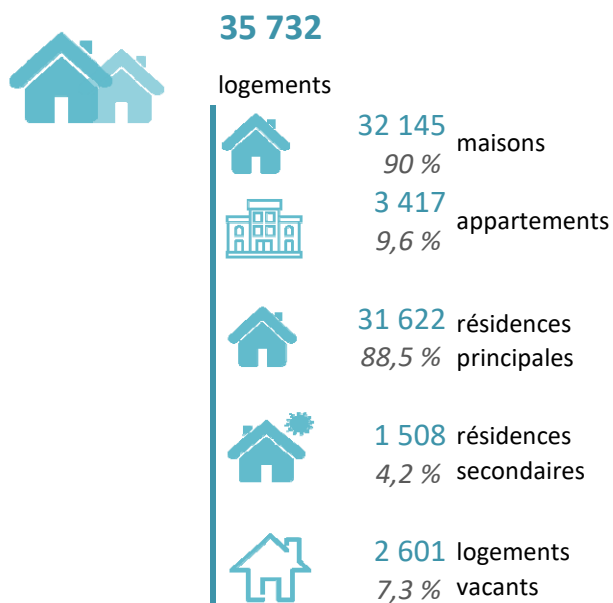 35 732
logements
32 145 maisons
90 %
3 417 appartements
9,6 %
31 622 résidences
88,5 % principales
1 508 résidences
4,2 % secondaires
2 601 logements
7,3 % vacants